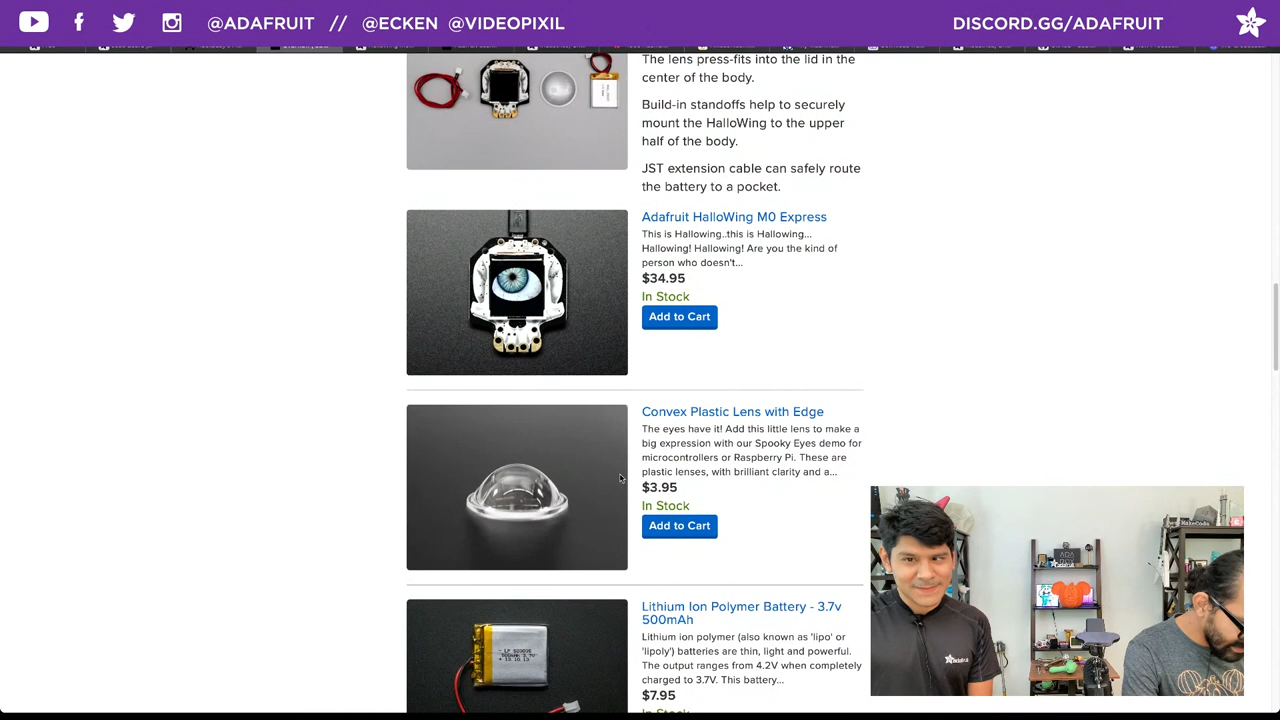 @ADAFRUIT // @ECKEN @VIDEOPIXIL
DISCORD.GG/ADAFRUIT
The lens press-fits into the lid in the
center of the body.
Build-in standoffs help to securely
mount the HalloWing to the upper
half of the body.
JST extension cable can safely route
the battery to a pocket.
Adafruit HalloWing M0 Express
This is Hallowing..this is Hallowing...
Hallowing! Hallowing! Are you the kind of
person who doesn't...
$34.95
In Stock
Add to Cart
Convex Plastic Lens with Edge
The eyes have it! Add this little lens to make a
big expression with our Spooky Eyes demo for
microcontrollers or Raspberry Pi. These are
plastic lenses, with brilliant clarity and a...
$3.95
In Stock
Add to Cart
Lithium Ion Polymer Battery - 3.7v
500mAh
Lithium ion polymer (also known as 'lipo' or
'lipoly') batteries are thin, light and powerful.
The output ranges from 4.2V when completely
charged to 3.7V. This battery...
$7.95
In Stock
ADA
BOX
adafruit